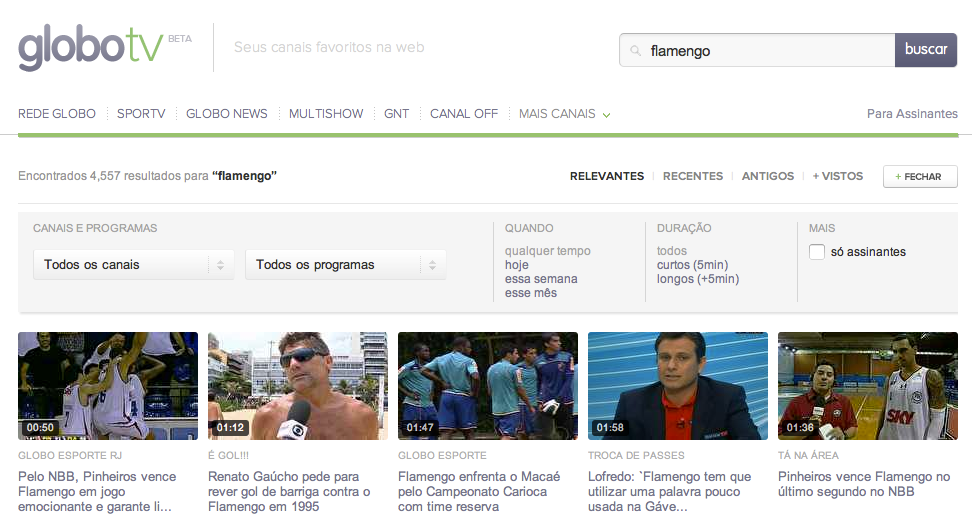 globotv BETA
Seus canais favoritos na web
flamengo
buscar
REDE GLOBO
SPORTV
GLOBO NEWS
MULTISHOW
GNT
CANAL OFF
MAIS CANAIS
Para Assinantes
Encontrados 4,557 resultados para “flamengo”
RELEVANTES
RECENTES
ANTIGOS
+ VISTOS
+ FECHAR
CANAIS E PROGRAMAS
Todos os canais
Todos os programas
QUANDO
qualquer tempo
hoje
essa semana
esse mês
DURAÇÃO
todos
curtos (5min)
longos (+5min)
MAIS
só assinantes
00:50
GLOBO ESPORTE RJ
Pelo NBB, Pinheiros vence
Flamengo em jogo
emocionante e garante li...
01:12
É GOL!!!
Renato Gaúcho pede para
rever gol de barriga contra o
Flamengo em 1995
01:47
GLOBO ESPORTE
Flamengo enfrenta o Macaé
pelo Campeonato Carioca
com time reserva
01:58
TROCA DE PASSES
Lofredo: `Flamengo tem que
utilizar uma palavra pouco
usada na Gáve...
SKY
01:36
TÁ NA ÁREA
Pinheiros vence Flamengo no
último segundo no NBB